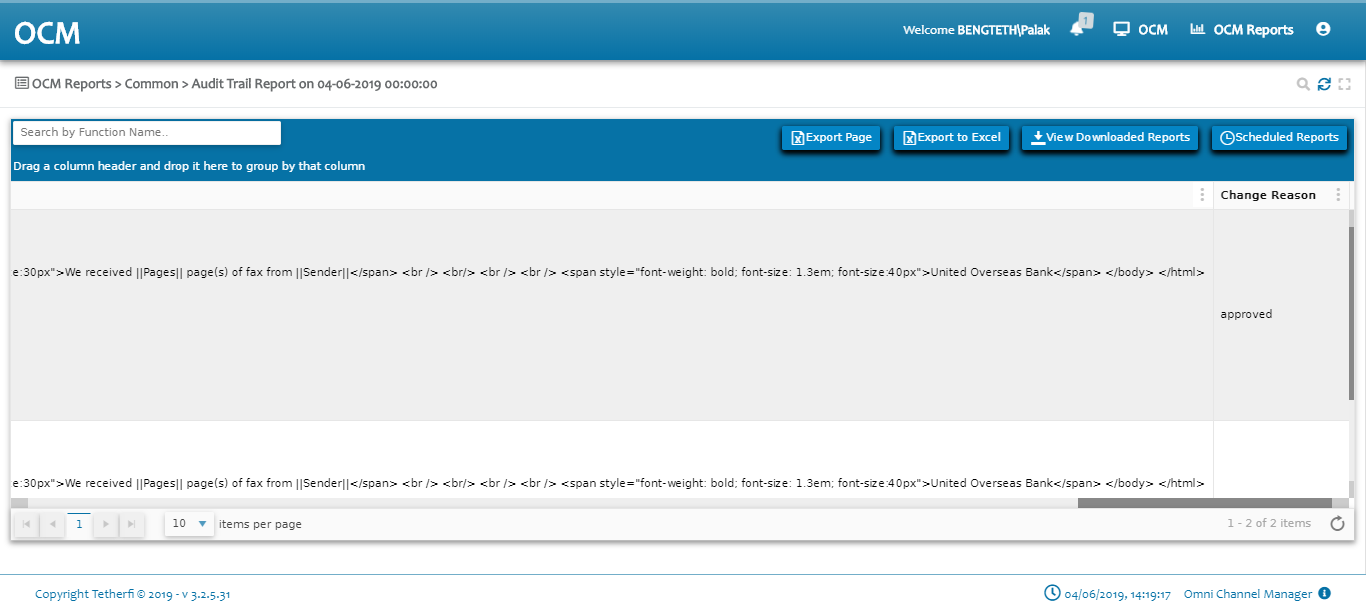 OCM
Welcome BENGTETH\Palak
1
OCM
OCM Reports
OCM Reports > Common > Audit Trail Report on 04-06-2019 00:00:00
Search by Function Name..
Export Page
Export to Excel
View Downloaded Reports
Scheduled Reports
Drag a column header and drop it here to group by that column
Change Reason
e:30px">We received ||Pages|| page(s) of fax from ||Sender||</span> <br /> <br/> <br /> <br /> <span style="font-weight: bold; font-size: 1.3em; font-size:40px">United Overseas Bank</span> </body> </html>
approved
e:30px">We received ||Pages|| page(s) of fax from ||Sender||</span> <br /> <br/> <br /> <br /> <span style="font-weight: bold; font-size: 1.3em; font-size:40px">United Overseas Bank</span> </body> </html>
1
10
items per page
1 - 2 of 2 items
Copyright Tetherfi © 2019 - v 3.2.5.31
04/06/2019, 14:19:17
Omni Channel Manager